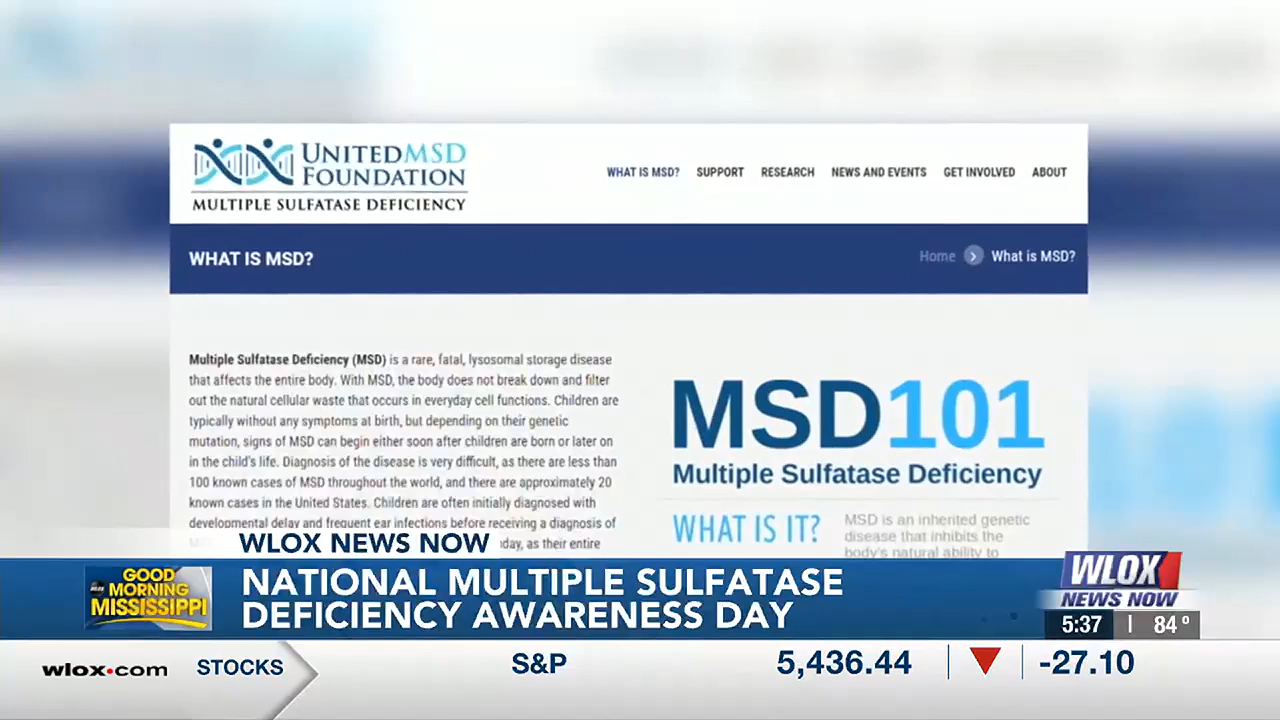 UNITEDMSD
FOUNDATION
MULTIPLE SULFATASE DEFICIENCY
WHAT IS MSD? SUPPORT RESEARCH NEWS AND EVENTS GET INVOLVED ABOUT
WHAT IS MSD?
Home What is MSD?
Multiple Sulfatase Deficiency (MSD) is a rare, fatal, lysosomal storage disease
that affects the entire body. With MSD, the body does not break down and filter
out the natural cellular waste that occurs in everyday cell functions. Children are
typically without any symptoms at birth, but depending on their genetic
mutation, signs of MSD can begin either soon after children are born or later on
in the child's life. Diagnosis of the disease is very difficult, as there are less than
100 known cases of MSD throughout the world, and there are approximately 20
known cases in the United States. Children are often initially diagnosed with
developmental delay and frequent ear infections before receiving a diagnosis of
as their entire
MSD101
Multiple Sulfatase Deficiency
WHAT IS IT?
MSD is an inherited genetic
disease that inhibits the
body's natural ability to
WLOX NEWS NOW
GOOD
MORNING
MISSISSIPPI
NATIONAL MULTIPLE SULFATASE
DEFICIENCY AWARENESS DAY
WLOX
NEWS NOW
5:37 | 84°
wlox.com STOCKS S&P 5,436.44 -27.10